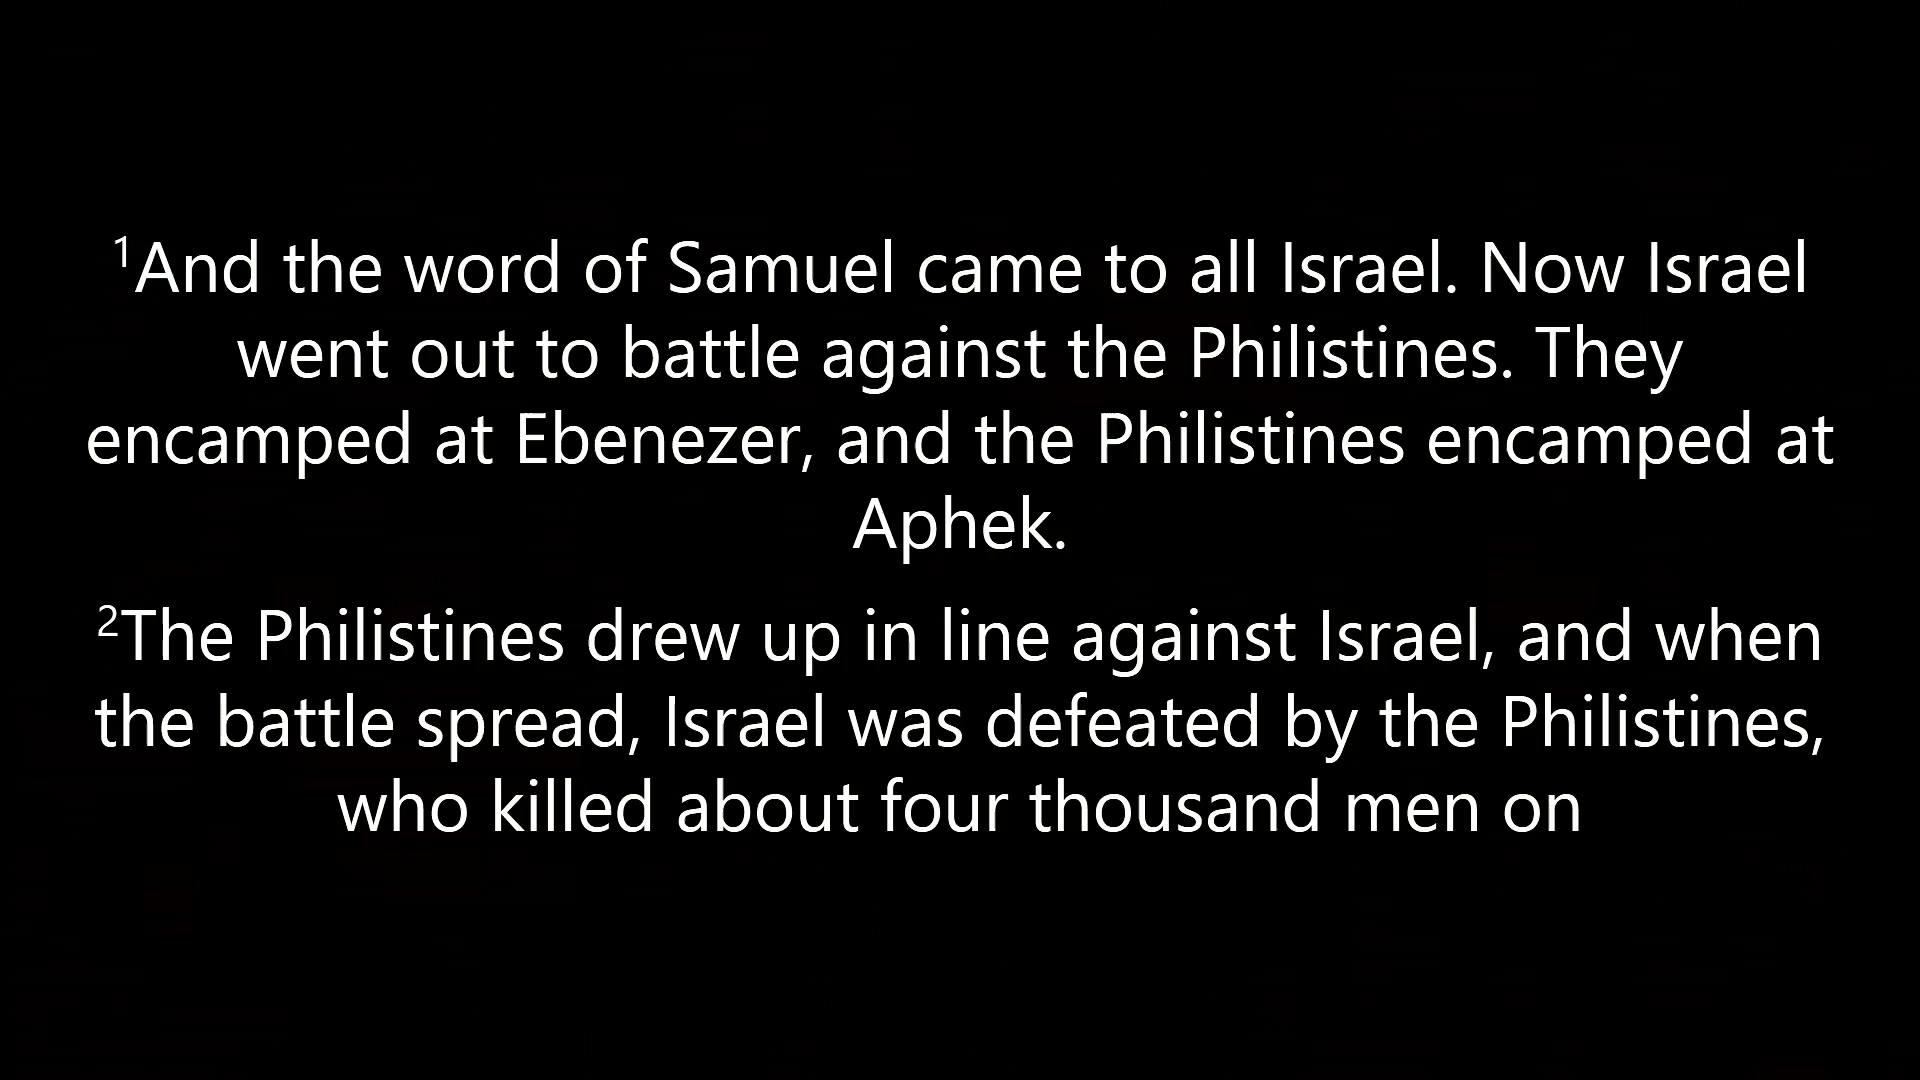 ¹And the word of Samuel came to all Israel. Now Israel
went out to battle against the Philistines. They
encamped at Ebenezer, and the Philistines encamped at
Aphek.
²The Philistines drew up in line against Israel, and when
the battle spread, Israel was defeated by the Philistines,
who killed about four thousand men on